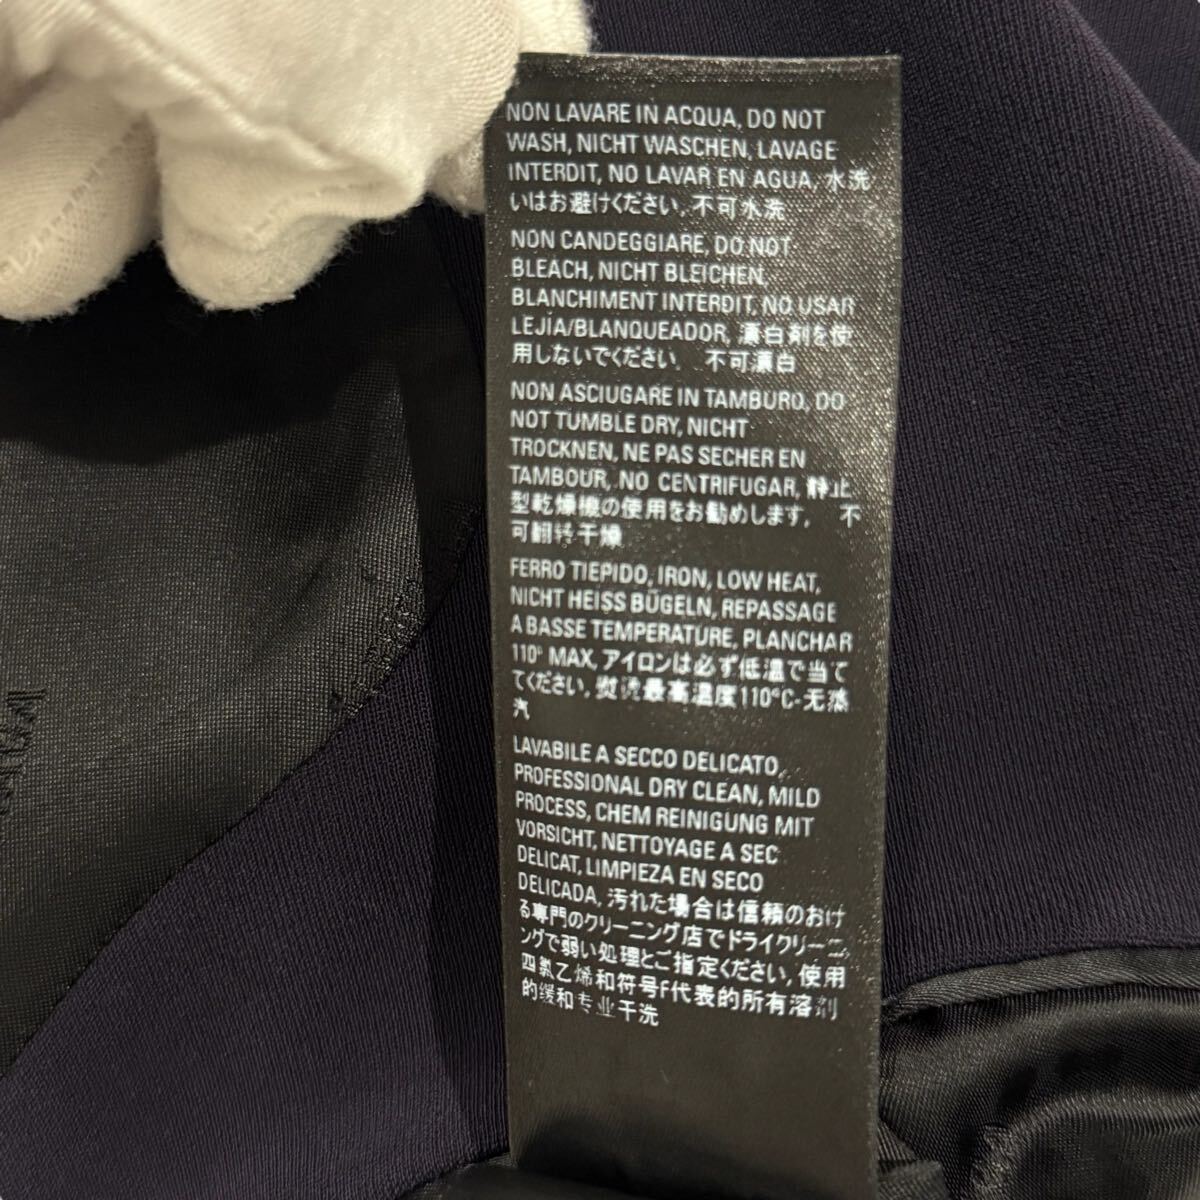 NON LAVARE IN ACQUA, DO NOT
WASH, NICHT WASCHEN, LAVAGE
INTERDIT, NO LAVAR EN AGUA, 水洗
いはお避けください, 不可水洗
NON CANDEGGIARE, DO NOT
BLEACH, NICHT BLEICHEN,
BLANCHIMENT INTERDIT, NO USAR
LEJÍA/BLANQUEADOR, 漂白剤を使
用しないでください. 不可漂白
NON ASCIUGARE IN TAMBURO, DO
NOT TUMBLE DRY, NICHT
TROCKNEN, NE PAS SECHER EN
TAMBOUR, NO CENTRIFUGAR, 静止
型乾燥機の使用をお勧めします, 不
可翻转干燥
FERRO TIEPIDO, IRON, LOW HEAT,
NICHT HEISS BÜGELN, REPASSAGE
A BASSE TEMPERATURE, PLANCHAR
110° MAX, アイロンは必ず低温で当て
てください, 熨烫最高温度110°C-无蒸
汽
LAVABILE A SECCO DELICATO,
PROFESSIONAL DRY CLEAN, MILD
PROCESS, CHEM REINIGUNG MIT
VORSICHT, NETTOYAGE A SEC
DELICAT, LIMPIEZA EN SECO
DELICADA, 汚れた場合は信頼のおけ
る専門のクリーニング店でドライクリーニ
ングで弱い処理とご指定ください, 使用
四氯乙烯和符号F代表的所有溶剂
的缓和专业干洗